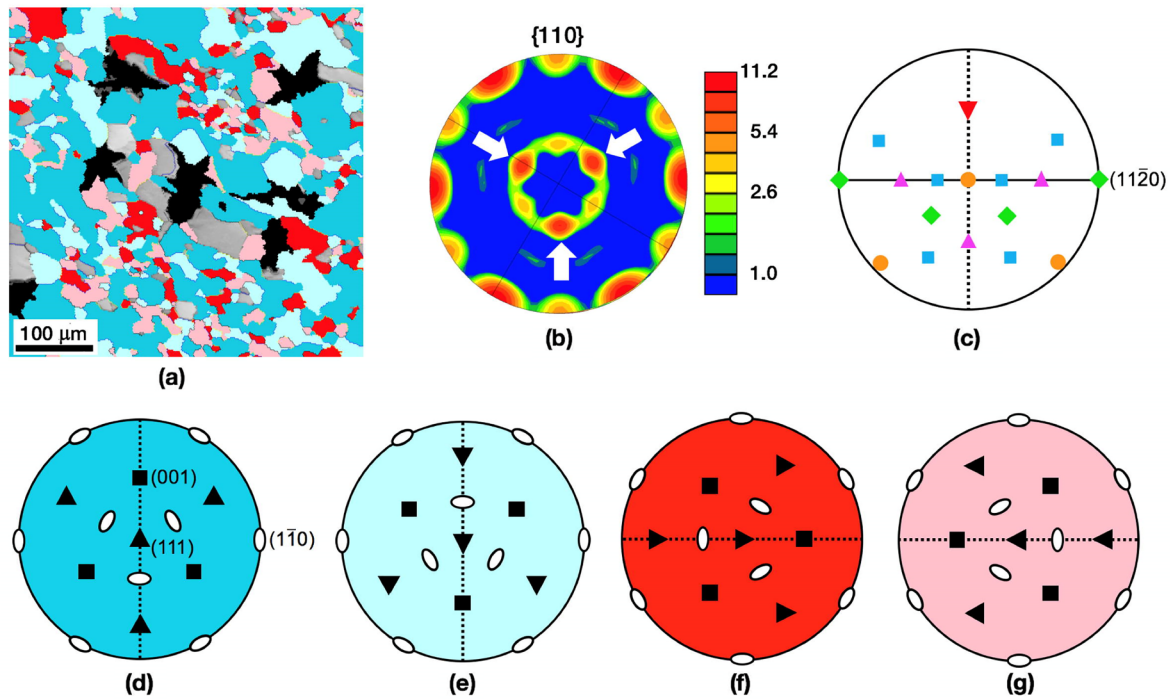 100 μm
(a)
{110}
11.2
5.4
2.6
1.0
(b)
(112̄0)
(c)
(001)
(111)
(11̄0)
(d)
(e)
(f)
(g)